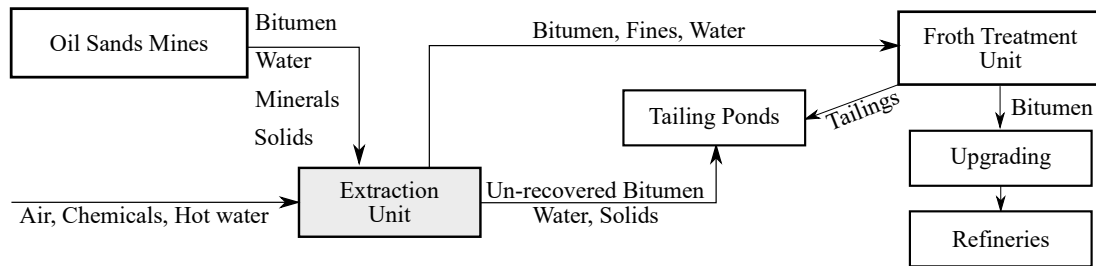 Oil Sands Mines
Bitumen
Water
Minerals
Solids
Bitumen, Fines, Water
Froth Treatment
Unit
Tailing Ponds
Tailings
Bitumen
Upgrading
Extraction
Unit
Un-recovered Bitumen
Water, Solids
Air, Chemicals, Hot water
Refineries